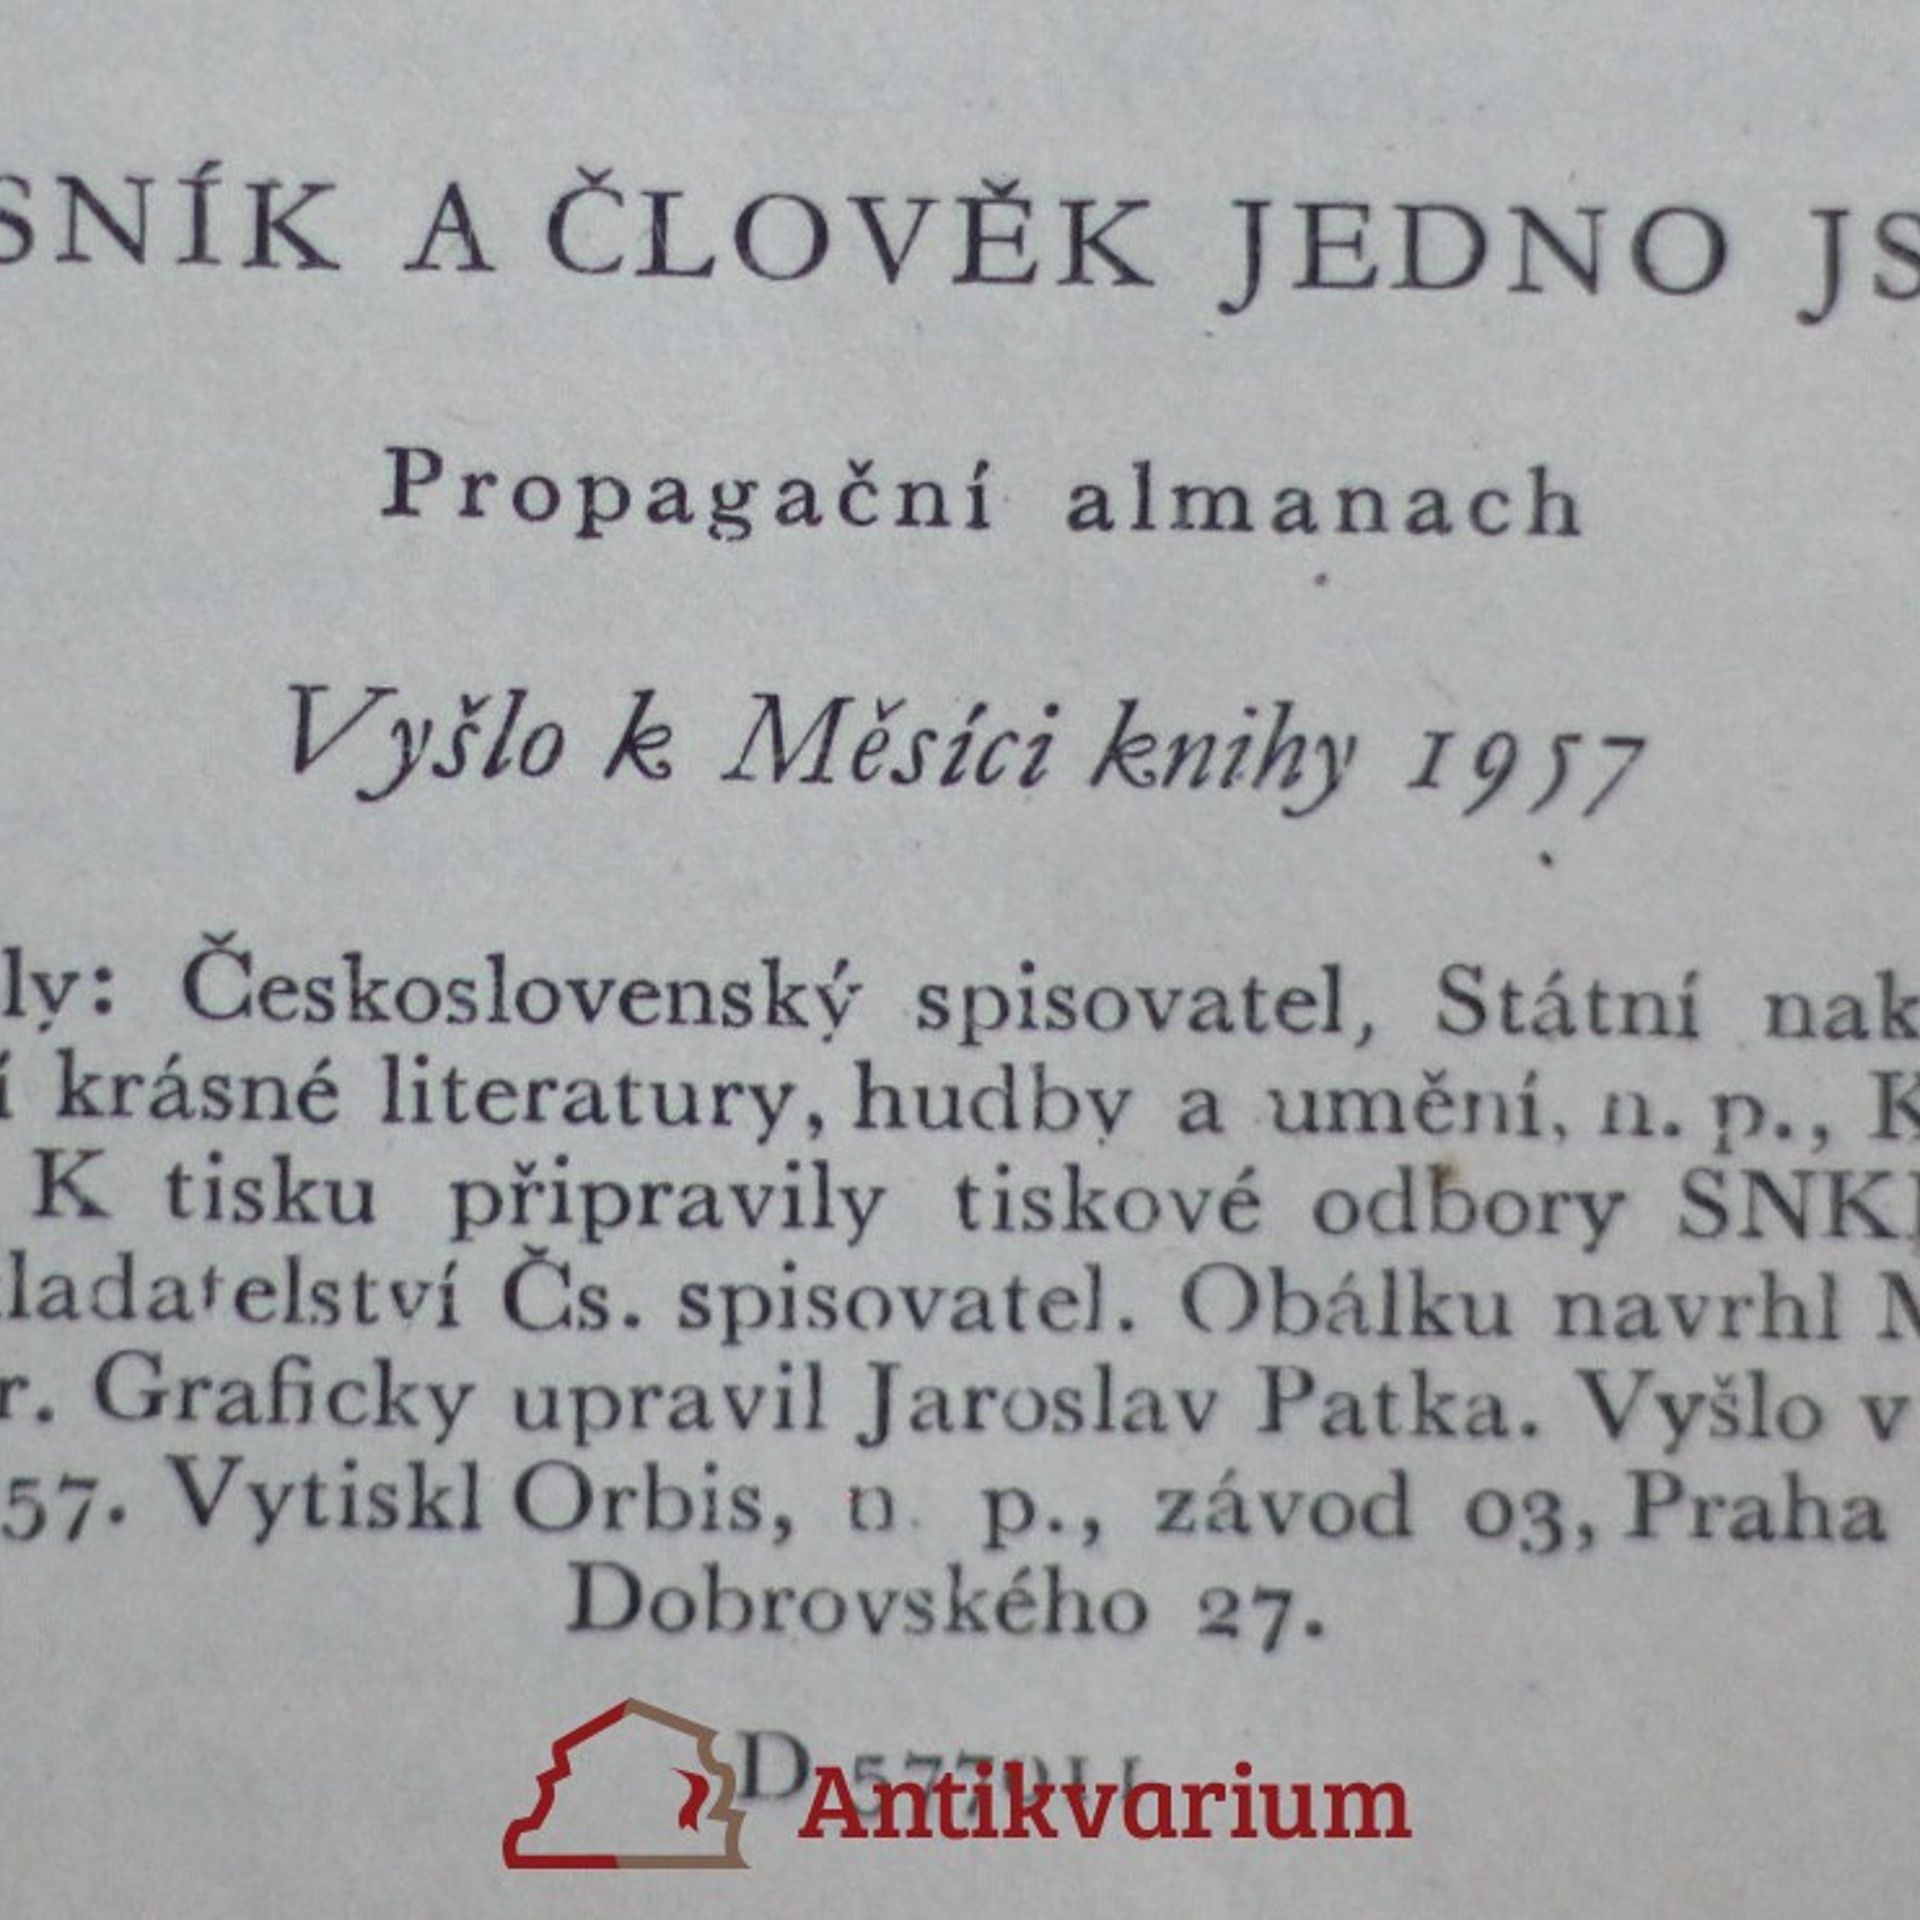 SNÍK A ČLOVĚK JEDNO JS
Propagační almanach
Vyšlo k Měsíci knihy 1957
ly: Československý spisovatel, Státní nak
í krásné literatury, hudby a umění, n. p., K
K tisku připravily tiskové odbory SNKL
kladatelství Čs. spisovatel. Obálku navrhl M
r. Graficky upravil Jaroslav Patka. Vyšlo v
57. Vytiskl Orbis, n. p., závod 03, Praha
Dobrovského 27.
D
Antikvarium